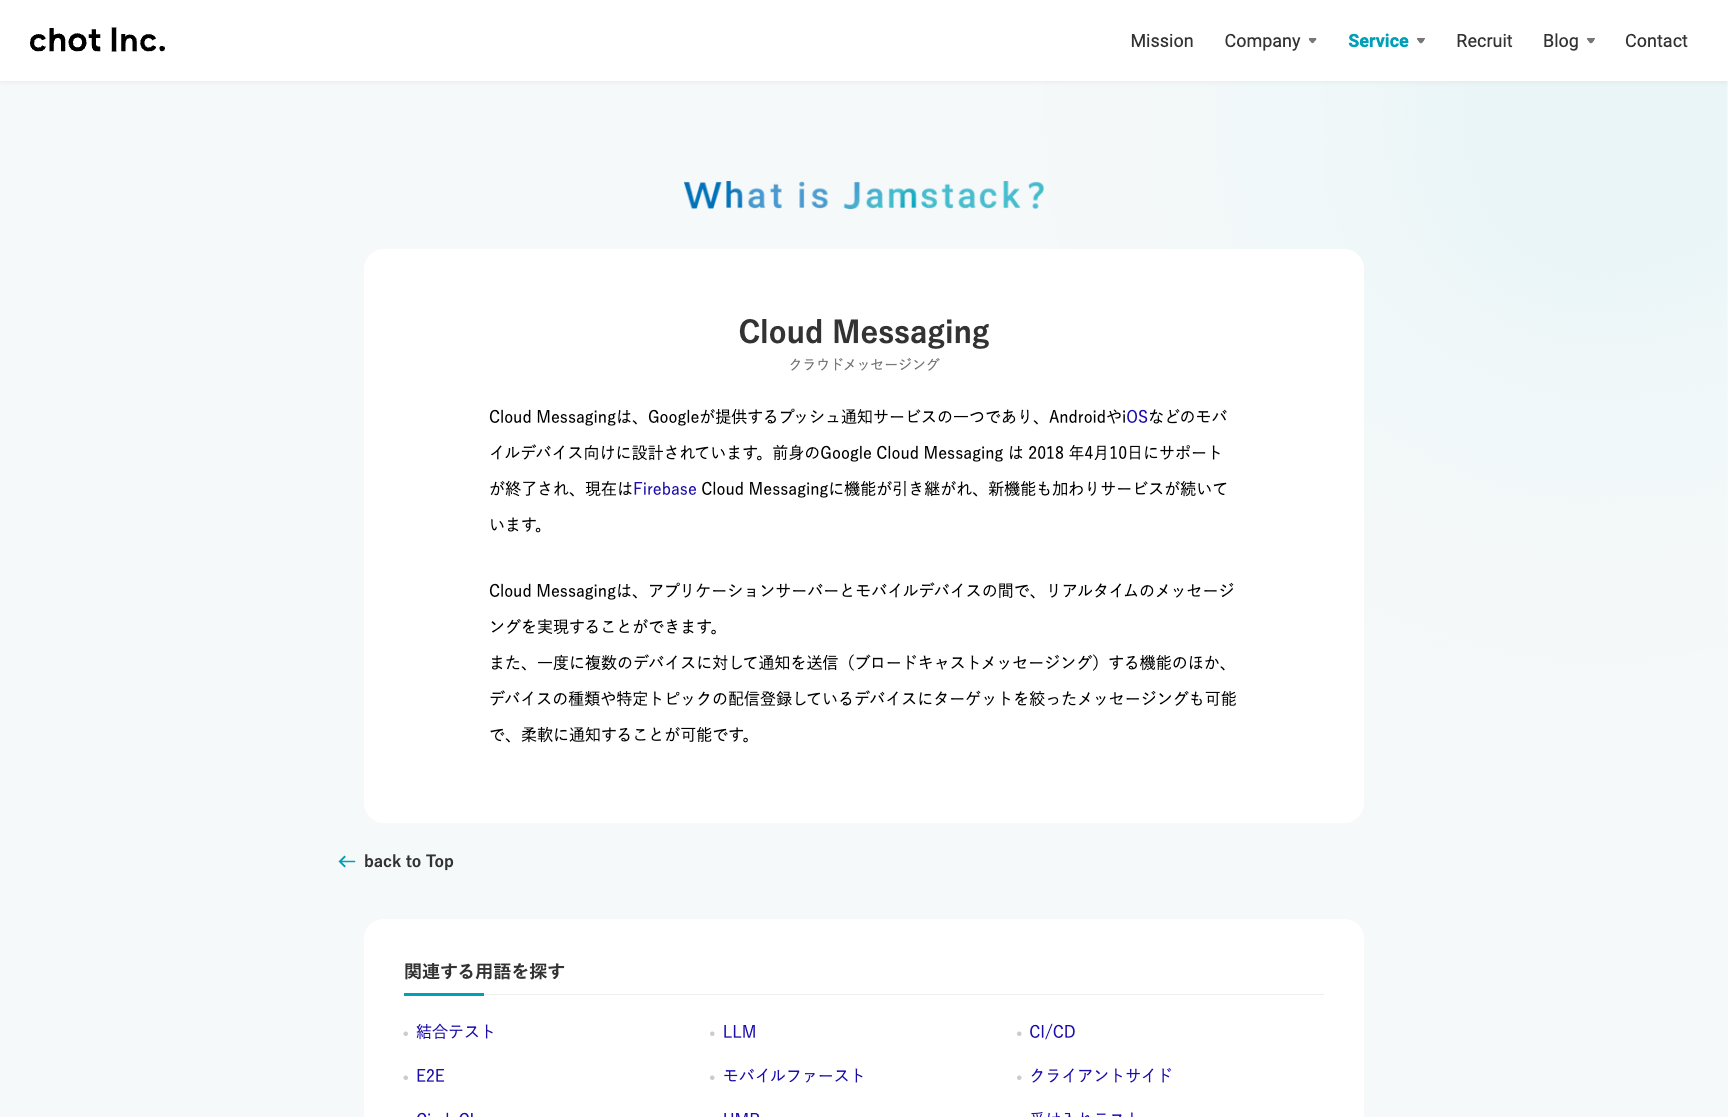 chot Inc.
Mission
Company
Service
Recruit
Blog
Contact
What is Jamstack?
Cloud Messaging
クラウドメッセージング
Cloud Messagingは、Googleが提供するプッシュ通知サービスの一つであり、AndroidやiOSなどのモバ
イルデバイス向けに設計されています。前身のGoogle Cloud Messaging は 2018 年4月10日にサポート
が終了され、現在はFirebase Cloud Messagingに機能が引き継がれ、新機能も加わりサービスが続いて
います。
Cloud Messagingは、アプリケーションサーバーとモバイルデバイスの間で、リアルタイムのメッセージ
ングを実現することができます。
また、一度に複数のデバイスに対して通知を送信（ブロードキャストメッセージング）する機能のほか、
デバイスの種類や特定トピックの配信登録しているデバイスにターゲットを絞ったメッセージングも可能
で、柔軟に通知することが可能です。
← back to Top
関連する用語を探す
結合テスト
LLM
CI/CD
E2E
モバイルファースト
クライアントサイド